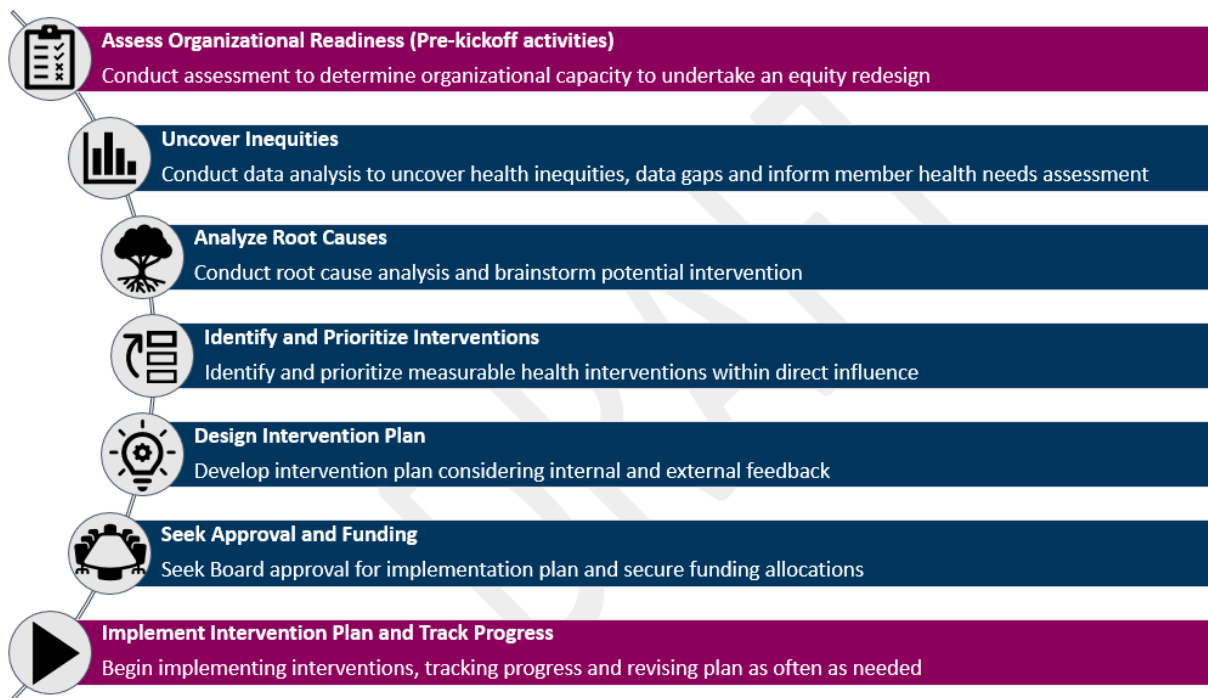 Assess Organizational Readiness (Pre-kickoff activities)
Conduct assessment to determine organizational capacity to undertake an equity redesign
Uncover Inequities
Conduct data analysis to uncover health inequities, data gaps and inform member health needs assessment
Analyze Root Causes
Conduct root cause analysis and brainstorm potential intervention
Identify and Prioritize Interventions
Identify and prioritize measurable health interventions within direct influence
Design Intervention Plan
Develop intervention plan considering internal and external feedback
Seek Approval and Funding
Seek Board approval for implementation plan and secure funding allocations
Implement Intervention Plan and Track Progress
Begin implementing interventions, tracking progress and revising plan as often as needed
DRAFT